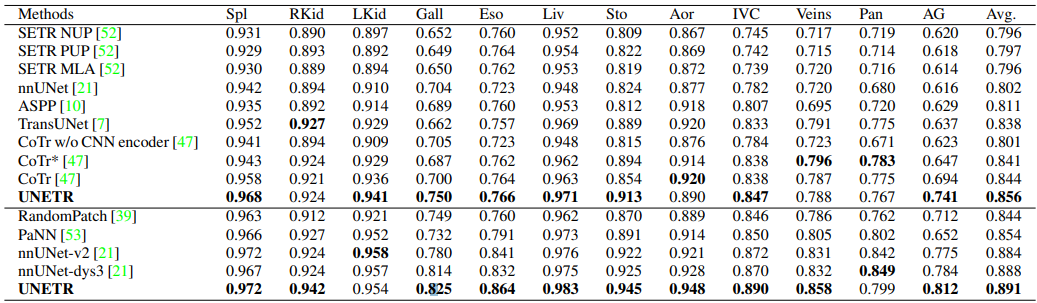 Methods Spl RKid LKid Gall Eso Liv Sto Aor IVC Veins Pan AG Avg.
SETR NUP [52] 0.931 0.890 0.897 0.652 0.760 0.952 0.809 0.867 0.745 0.717 0.719 0.620 0.796
SETR PUP [52] 0.929 0.893 0.892 0.649 0.764 0.954 0.822 0.869 0.742 0.715 0.714 0.618 0.797
SETR MLA [52] 0.930 0.889 0.894 0.650 0.762 0.953 0.819 0.872 0.739 0.720 0.716 0.614 0.796
nnUNet [21] 0.942 0.894 0.910 0.704 0.723 0.948 0.824 0.877 0.782 0.720 0.680 0.616 0.802
ASPP [10] 0.935 0.892 0.914 0.689 0.760 0.953 0.812 0.918 0.807 0.695 0.720 0.629 0.811
TransUNet [7] 0.952 0.927 0.929 0.662 0.757 0.969 0.889 0.920 0.833 0.791 0.775 0.637 0.838
CoTr w/o CNN encoder [47] 0.941 0.894 0.909 0.705 0.723 0.948 0.815 0.876 0.784 0.723 0.671 0.623 0.801
CoTr* [47] 0.943 0.924 0.929 0.687 0.762 0.962 0.894 0.914 0.838 0.796 0.783 0.647 0.841
CoTr [47] 0.958 0.921 0.936 0.700 0.764 0.963 0.854 0.920 0.838 0.787 0.775 0.694 0.844
UNETR 0.968 0.924 0.941 0.750 0.766 0.971 0.913 0.890 0.847 0.788 0.767 0.741 0.856
RandomPatch [39] 0.963 0.912 0.921 0.749 0.760 0.962 0.870 0.889 0.846 0.786 0.762 0.712 0.844
PaNN [53] 0.966 0.927 0.952 0.732 0.791 0.973 0.891 0.914 0.850 0.805 0.802 0.652 0.854
nnUNet-v2 [21] 0.972 0.924 0.958 0.780 0.841 0.976 0.922 0.921 0.872 0.831 0.842 0.775 0.884
nnUNet-dys3 [21] 0.967 0.924 0.957 0.814 0.832 0.975 0.925 0.928 0.870 0.832 0.849 0.784 0.888
UNETR 0.972 0.942 0.954 0.825 0.864 0.983 0.945 0.948 0.890 0.858 0.799 0.812 0.891